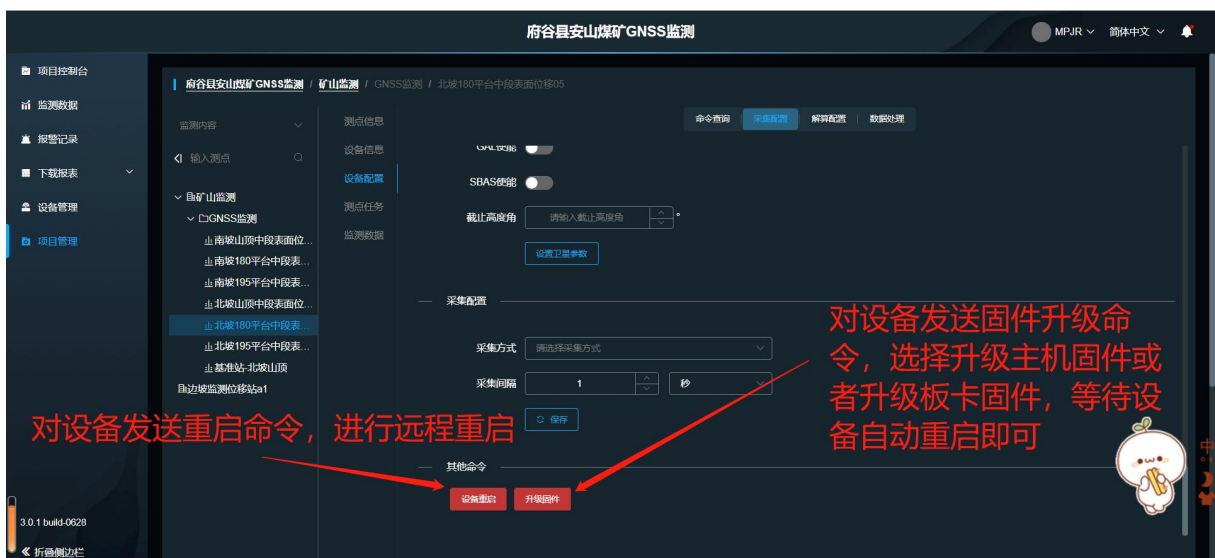 府谷县安山煤矿GNSS监测
MPJR
简体中文
项目控制台
监测数据
报警记录
下载报表
设备管理
项目管理
3.0.1 build-0628
折叠侧边栏
府谷县安山煤矿GNSS监测 / 矿山监测 / GNSS监测 / 北坡180平台中段表面位移05
监测内容
输入测点
矿山监测
GNSS监测
南坡山顶中段表面位...
南坡180平台中段表...
南坡195平台中段表...
北坡山顶中段表面位...
北坡180平台中段表...
北坡195平台中段表...
基准站-北坡山顶
边坡监测位移站a1
测点信息
设备信息
设备配置
测点任务
监测数据
命令查询 采集配置 解算配置 数据处理
GAL使能
SBAS使能
截止高度角 请输入截止高度角 °
设置卫星参数
采集配置
采集方式 请选择采集方式
采集间隔 1 秒
保存
其他命令
设备重启 升级固件
对设备发送重启命令，进行远程重启
对设备发送固件升级命
令，选择升级主机固件或
者升级板卡固件，等待设
备自动重启即可
中